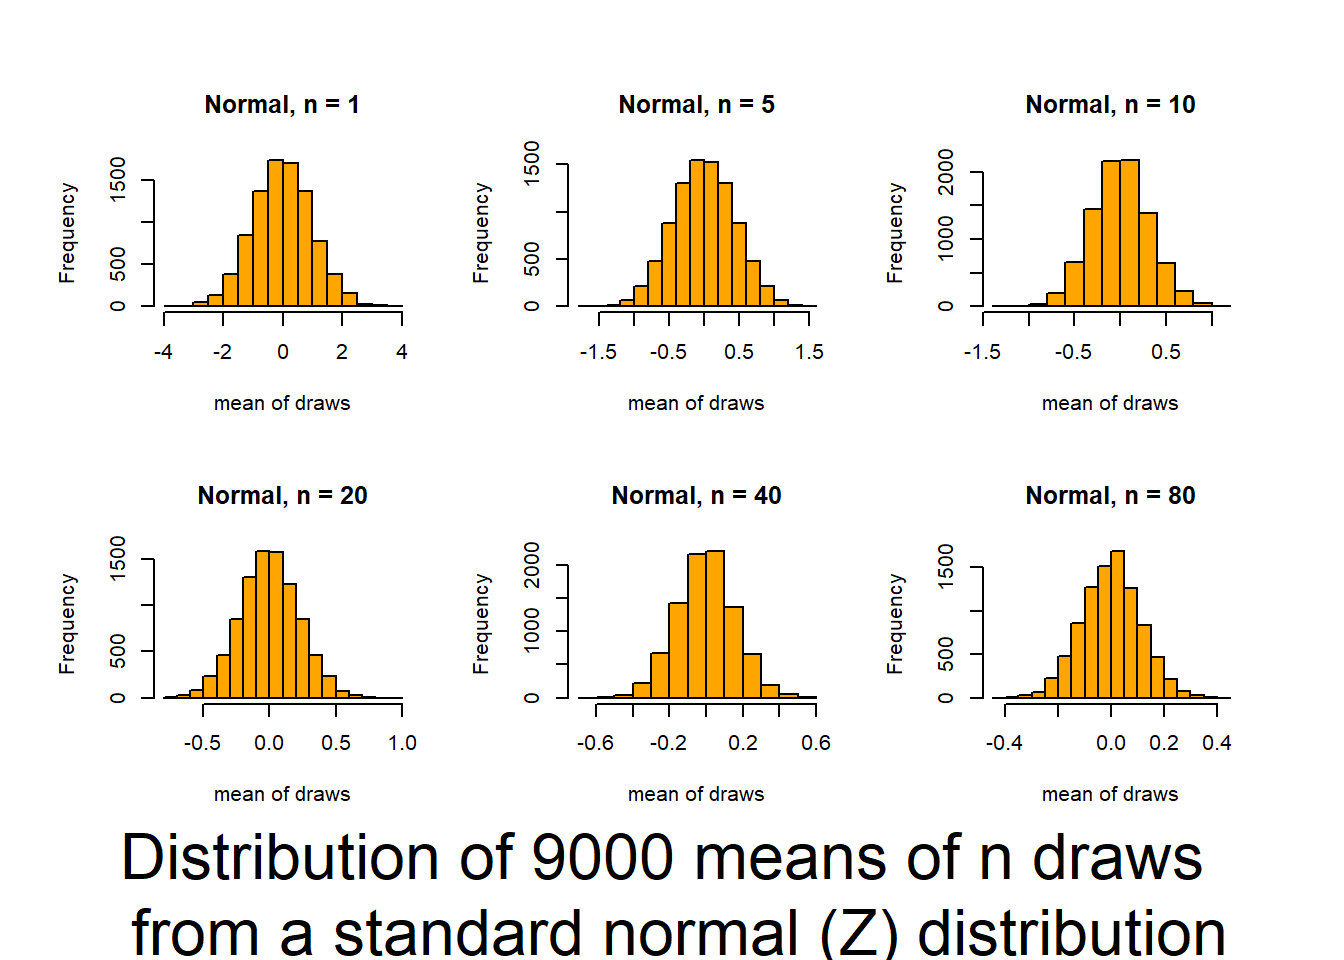 Normal, n = 1
Frequency
1500
500
0
-4 -2 0 2 4
mean of draws
Normal, n = 5
Frequency
1500
500
0
-1.5 -0.5 0.5 1.5
mean of draws
Normal, n = 10
Frequency
2000
1000
0
-1.5 -0.5 0.5
mean of draws
Normal, n = 20
Frequency
1500
500
0
-0.5 0.0 0.5 1.0
mean of draws
Normal, n = 40
Frequency
2000
1000
0
-0.6 -0.2 0.2 0.6
mean of draws
Normal, n = 80
Frequency
1500
500
0
-0.4 0.0 0.2 0.4
mean of draws
Distribution of 9000 means of n draws
from a standard normal (Z) distribution